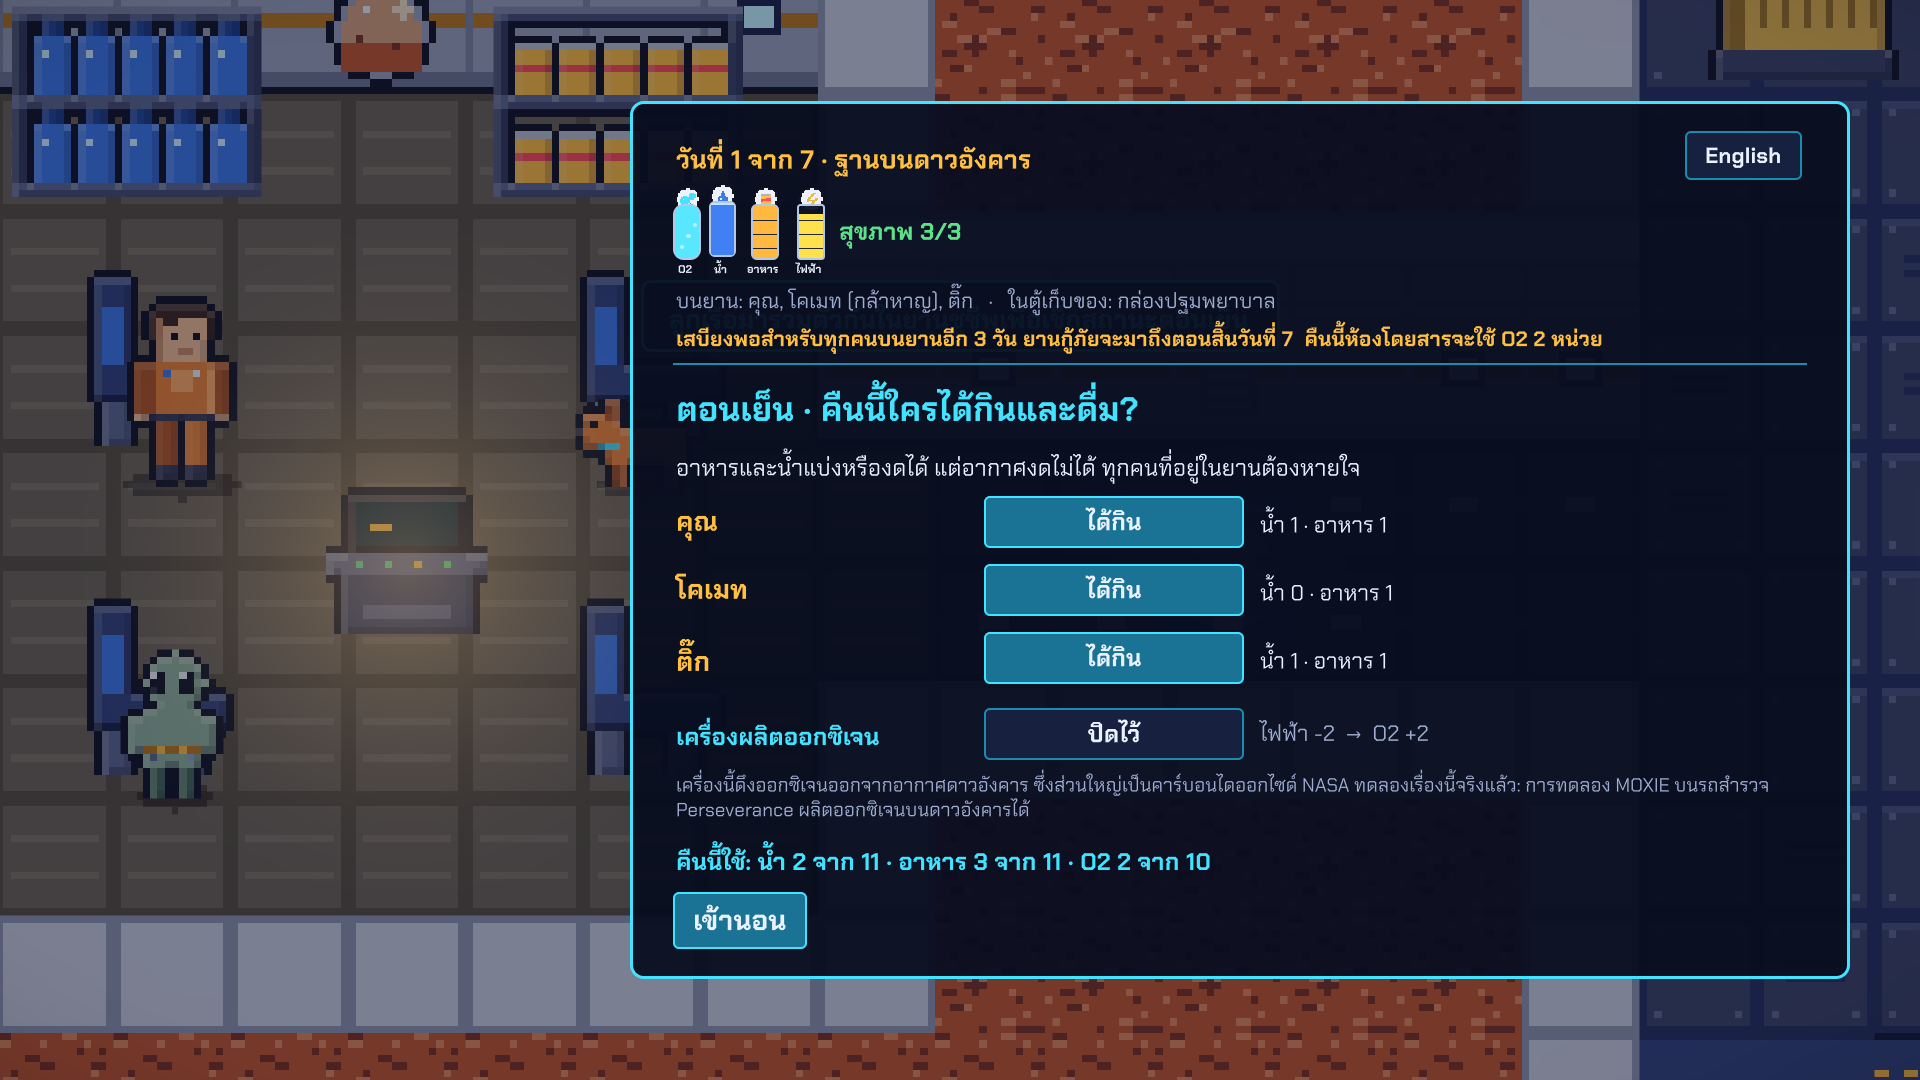 วันที่ 1 จาก 7 · ฐานบนดาวอังคาร
English
สุขภาพ 3/3
O2 น้ำ อาหาร ไฟฟ้า
บนยาน: คุณ, โคเมท (กล้าหาญ), ติ๊ก · ในตู้เก็บของ: กล่องปฐมพยาบาล
เสบียงพอสำหรับทุกคนบนยานอีก 3 วัน ยานกู้ภัยจะมาถึงตอนสิ้นวันที่ 7 คืนนี้ห้องโดยสารจะใช้ O2 2 หน่วย
ตอนเย็น · คืนนี้ใครได้กินและดื่ม?
อาหารและน้ำแบ่งหรืองดได้ แต่อากาศงดไม่ได้ ทุกคนที่อยู่ในยานต้องหายใจ
คุณ ได้กิน น้ำ 1 · อาหาร 1
โคเมท ได้กิน น้ำ 0 · อาหาร 1
ติ๊ก ได้กิน น้ำ 1 · อาหาร 1
เครื่องผลิตออกซิเจน ปิดไว้ ไฟฟ้า -2 → O2 +2
เครื่องนี้ดึงออกซิเจนออกจากอากาศดาวอังคาร ซึ่งส่วนใหญ่เป็นคาร์บอนไดออกไซด์ NASA ทดลองเรื่องนี้จริงแล้ว: การทดลอง MOXIE บนรถสำรวจ
Perseverance ผลิตออกซิเจนบนดาวอังคารได้
คืนนี้ใช้: น้ำ 2 จาก 11 · อาหาร 3 จาก 11 · O2 2 จาก 10
เข้านอน